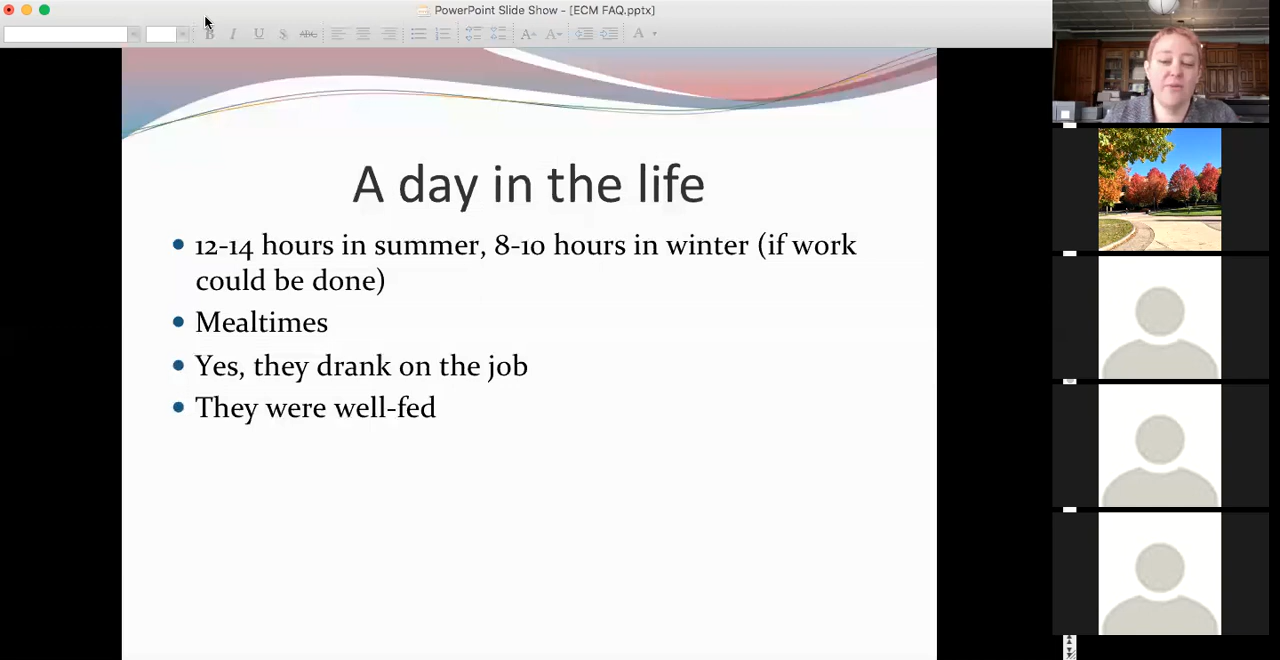 PowerPoint Slide Show - [ECM FAQ.pptx]
B I U S ABC A A A
A day in the life
12-14 hours in summer, 8-10 hours in winter (if work
could be done)
Mealtimes
Yes, they drank on the job
They were well-fed